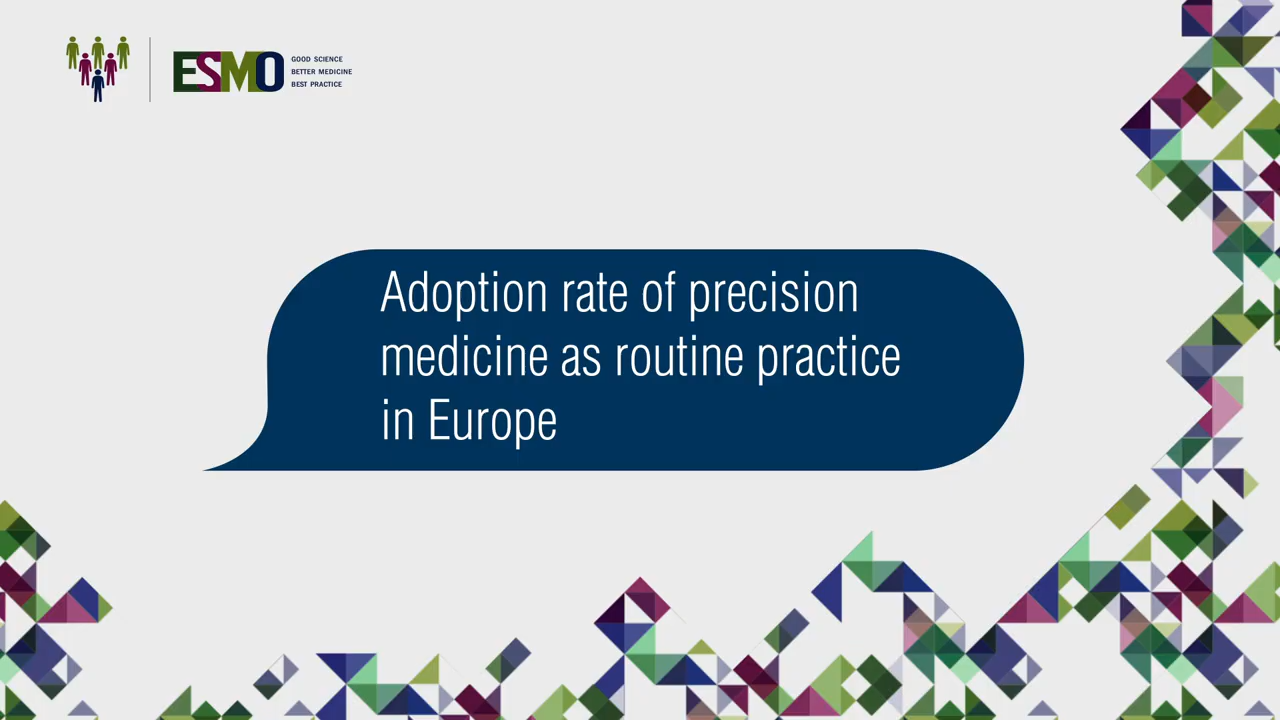 ESMO
GOOD SCIENCE
BETTER MEDICINE
BEST PRACTICE
Adoption rate of precision
medicine as routine practice
in Europe